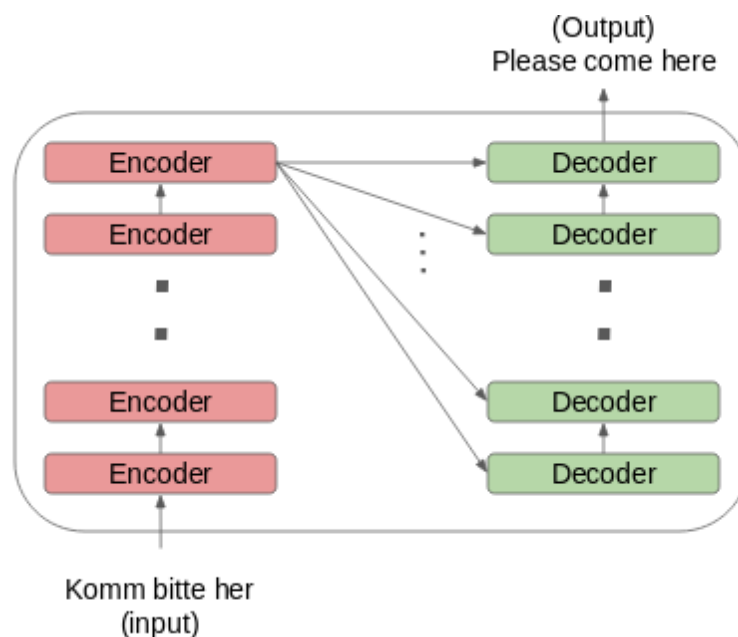 (Output)
Please come here
Encoder
Decoder
Encoder
Decoder
Encoder
Decoder
Encoder
Decoder
Komm bitte her
(input)